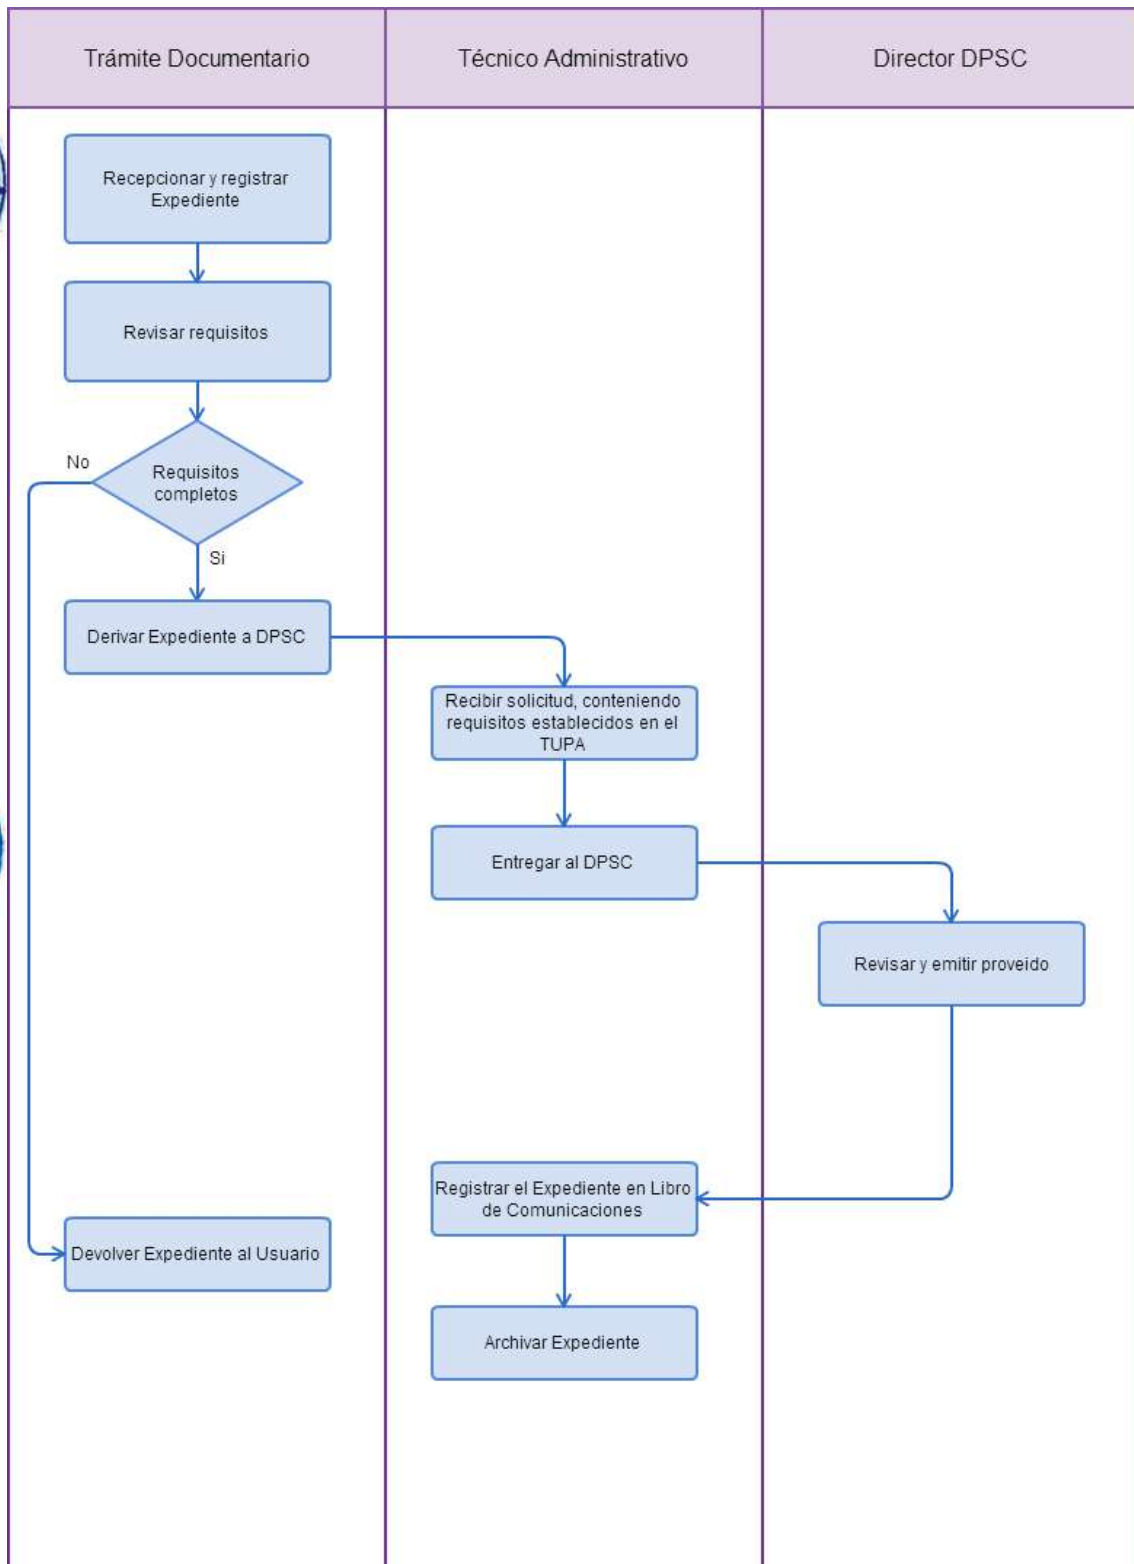 Trámite Documentario
Técnico Administrativo
Director DPSC
Recepcionar y registrar
Expediente
Revisar requisitos
No
Requisitos
completos
Si
Derivar Expediente a DPSC
Recibir solicitud, conteniendo
requisitos establecidos en el
TUPA
Entregar al DPSC
Revisar y emitir proveido
Registrar el Expediente en Libro
de Comunicaciones
Devolver Expediente al Usuario
Archivar Expediente